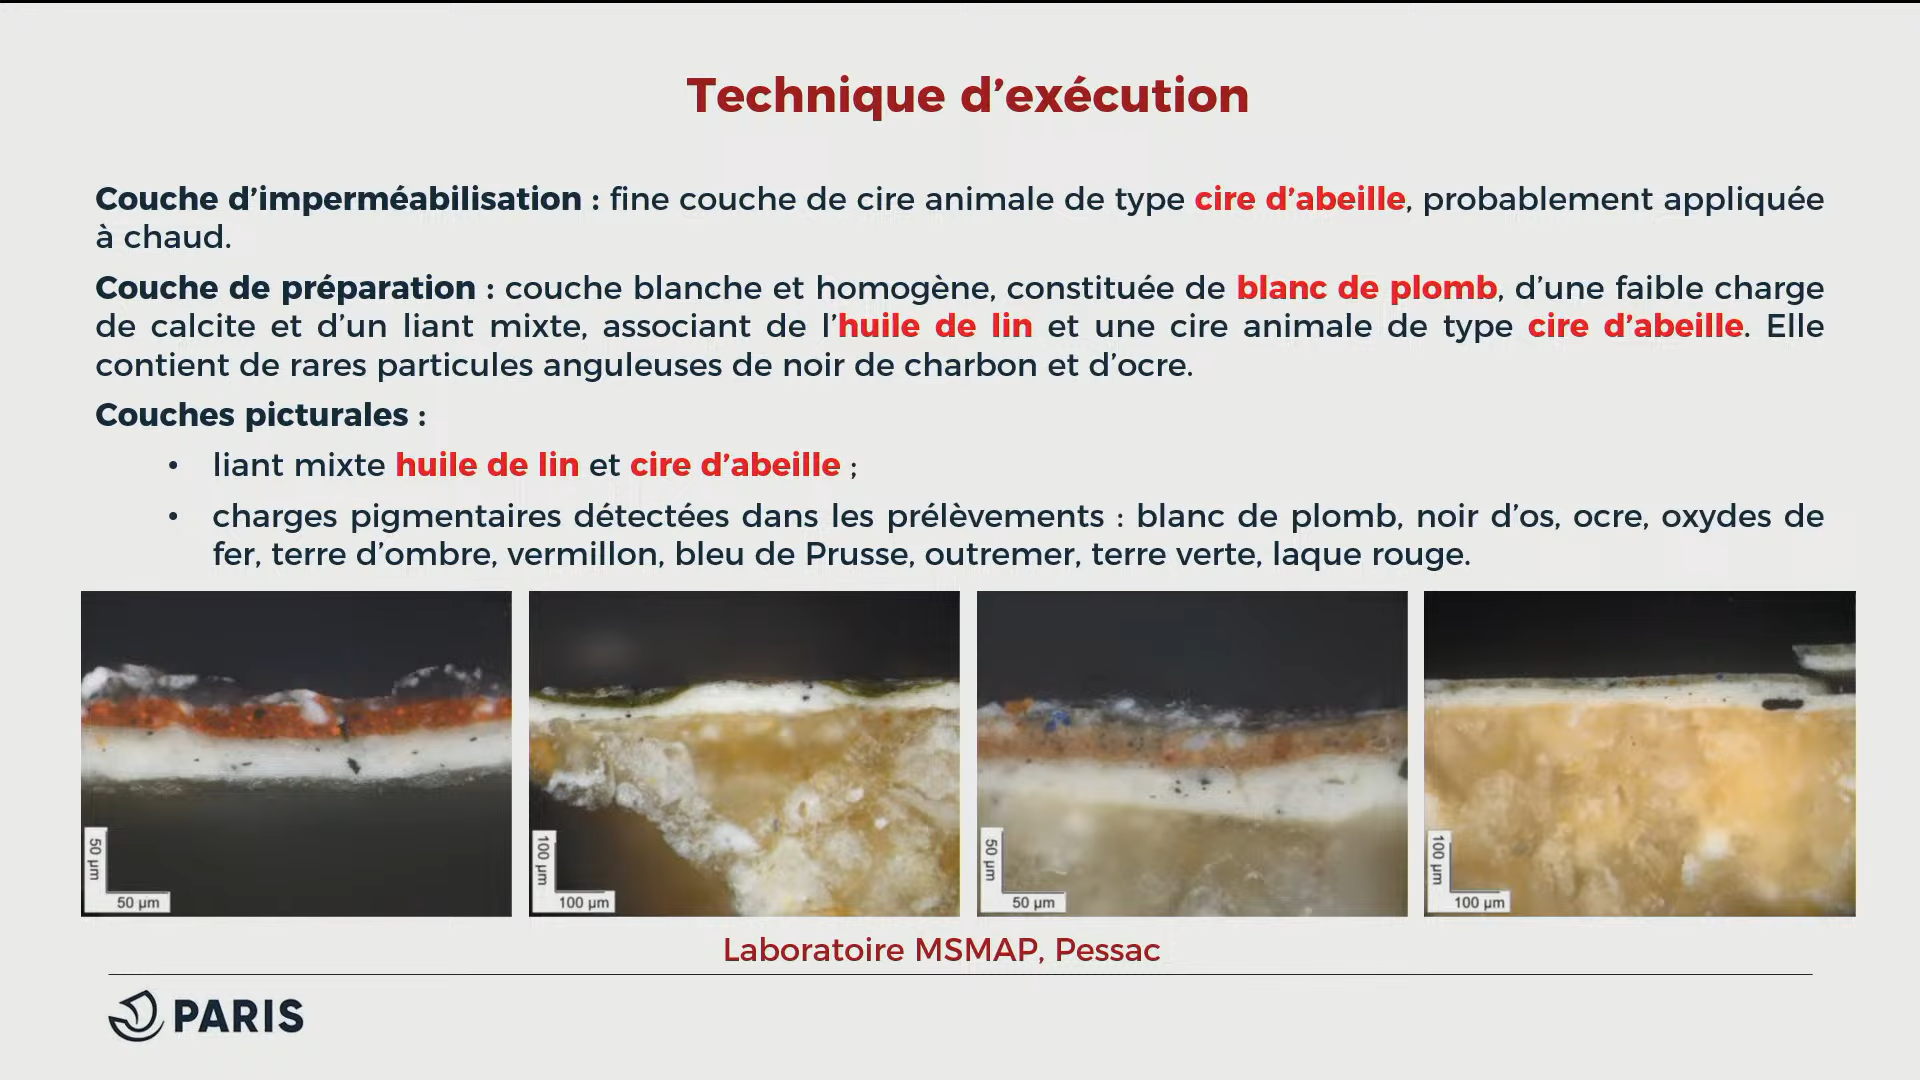 Technique d’exécution
Couche d’imperméabilisation : fine couche de cire animale de type cire d’abeille, probablement appliquée
à chaud.
Couche de préparation : couche blanche et homogène, constituée de blanc de plomb, d’une faible charge
de calcite et d’un liant mixte, associant de l’huile de lin et une cire animale de type cire d’abeille. Elle
contient de rares particules anguleuses de noir de charbon et d’ocre.
Couches picturales :
• liant mixte huile de lin et cire d’abeille ;
• charges pigmentaires détectées dans les prélèvements : blanc de plomb, noir d’os, ocre, oxydes de
fer, terre d’ombre, vermillon, bleu de Prusse, outremer, terre verte, laque rouge.
50 µm
50 µm
100 µm
100 µm
50 µm
50 µm
100 µm
100 µm
Laboratoire MSMAP, Pessac
PARIS